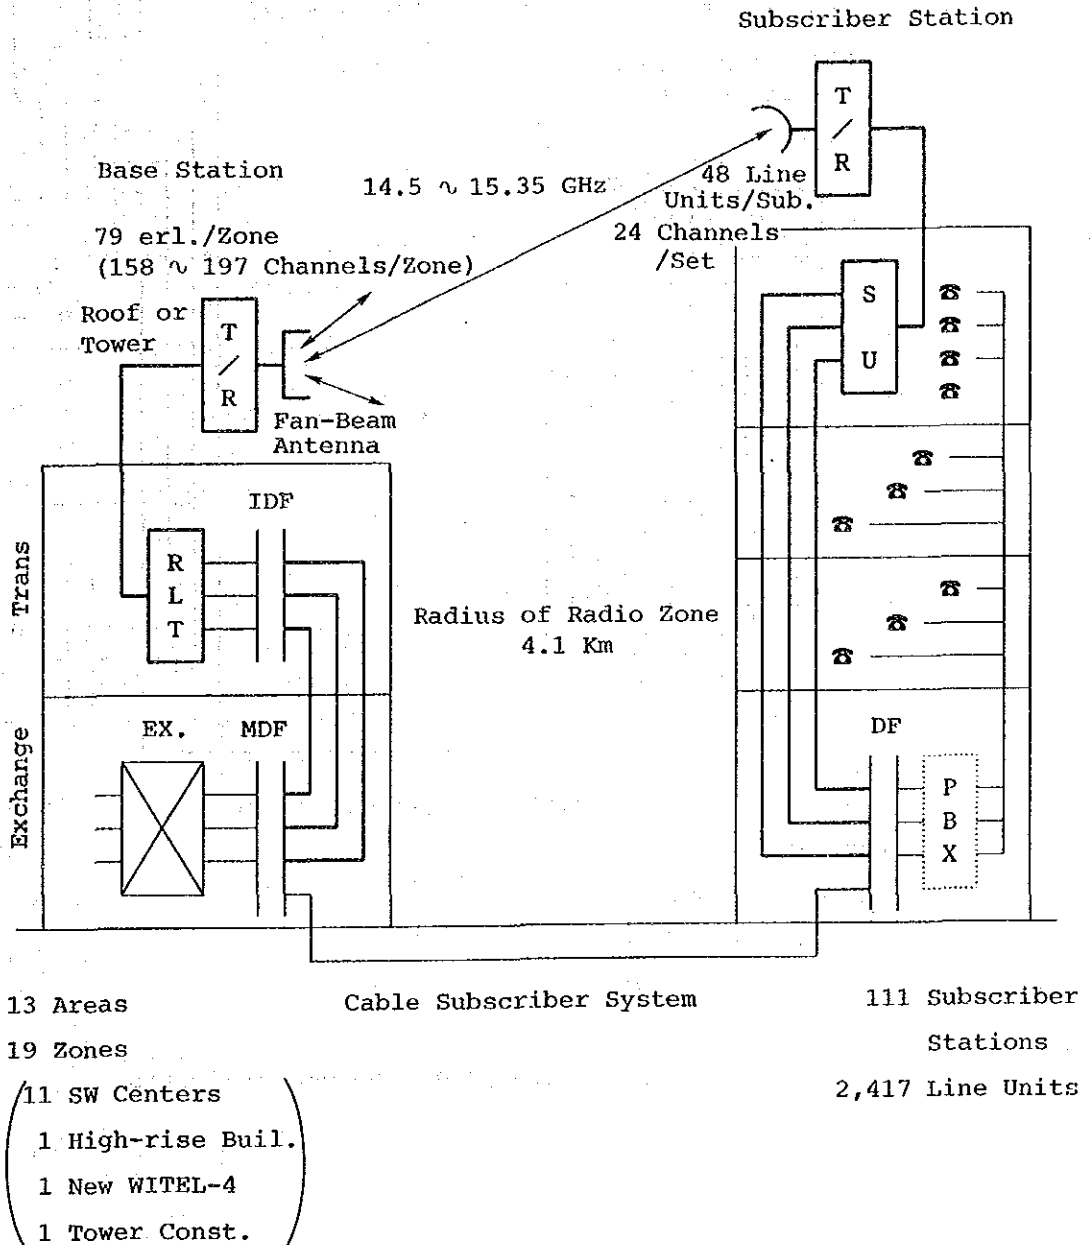 Subscriber Station
T
/
R
Base Station
14.5 ~ 15.35 GHz
48 Line
Units/Sub.
79 erl./Zone
(158 ~ 197 Channels/Zone)
24 Channels
/Set
Roof or
Tower
T
/
R
S
U
Fan-Beam
Antenna
IDF
Trans
R
L
T
Radius of Radio Zone
4.1 Km
Exchange
EX.
MDF
DF
P
B
X
13 Areas
Cable Subscriber System
111 Subscriber
Stations
19 Zones
2,417 Line Units
(11 SW Centers
1 High-rise Buil.
1 New WITEL-4
1 Tower Const.)